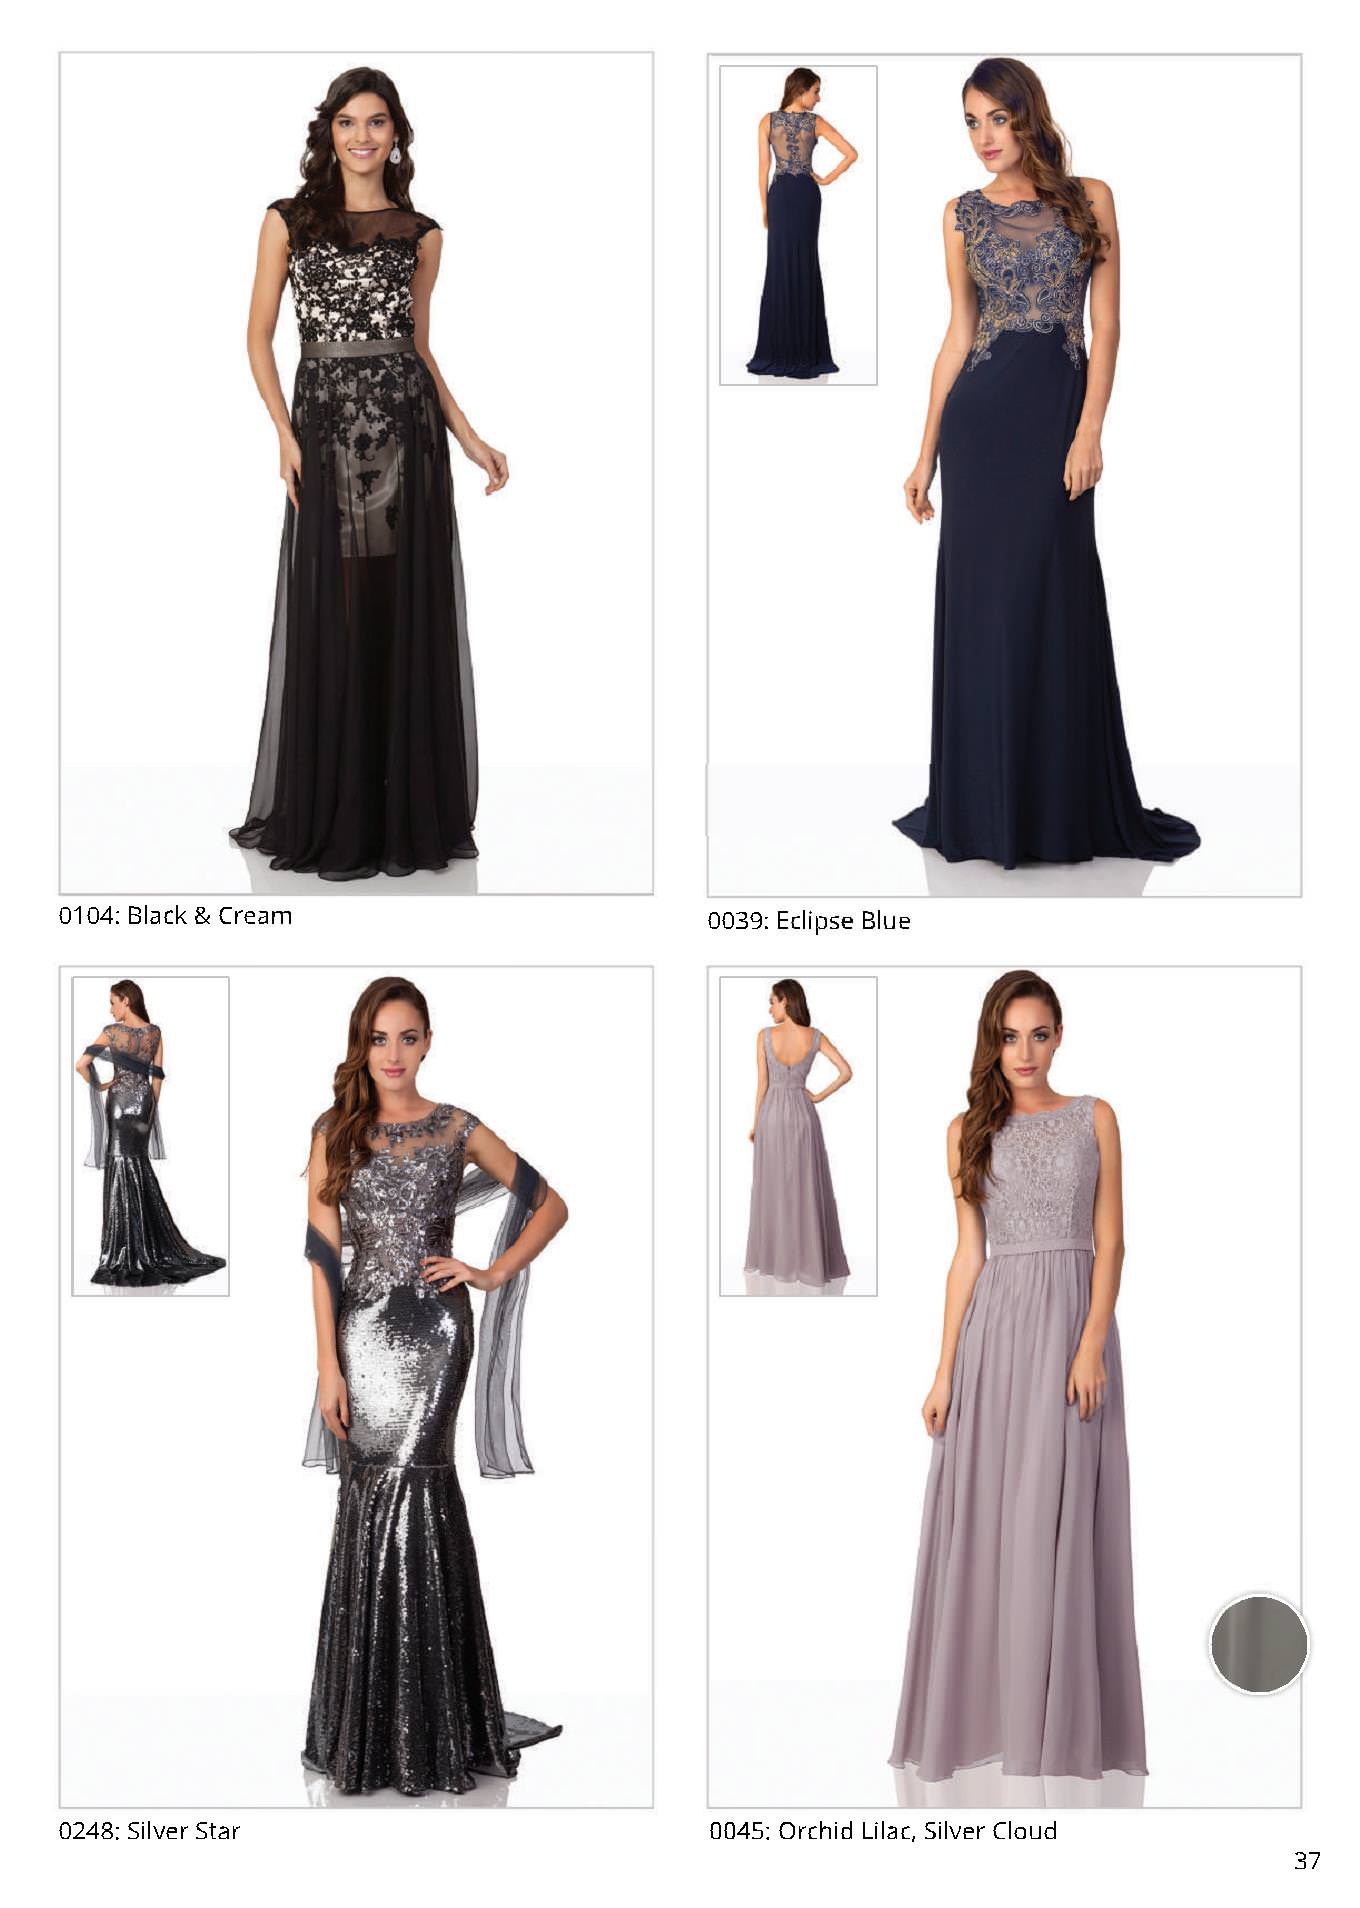 0104: Black & Cream
0039: Eclipse Blue
0248: Silver Star
0045: Orchid Lilac, Silver Cloud
37